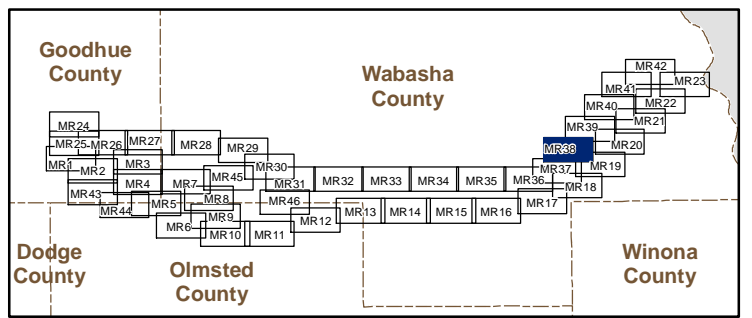 Goodhue
County
Wabasha
County
MR42
MR41
MR23
MR40
MR22
MR24
MR39
MR21
MR25
MR26
MR27
MR28
MR29
MR38
MR20
MR1
MR2
MR3
MR30
MR37
MR19
MR43
MR4
MR7
MR45
MR31
MR32
MR33
MR34
MR35
MR36
MR18
MR44
MR5
MR8
MR46
MR17
MR6
MR9
MR12
MR13
MR14
MR15
MR16
MR10
MR11
Dodge
County
Olmsted
County
Winona
County